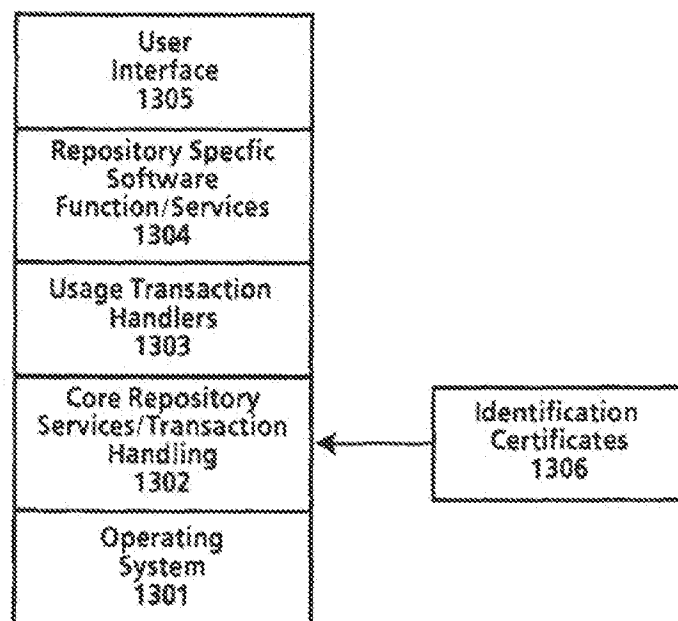 User
Interface
1305
Repository Specfic
Software
Function/Services
1304
Usage Transaction
Handlers
1303
Core Repository
Services/Transaction
Handling
1302
Identification
Certificates
1306
Operating
System
1301